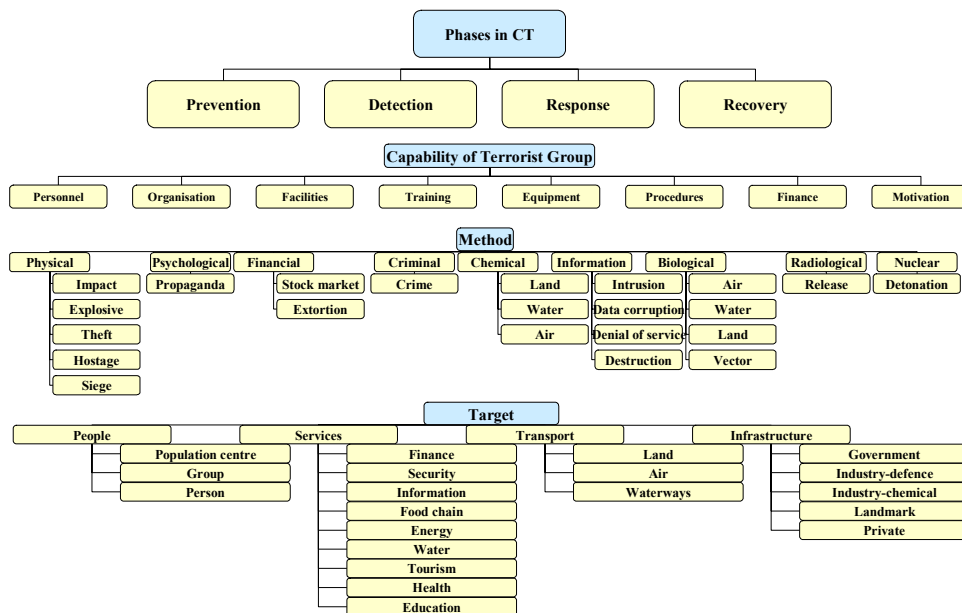 Phases in CT
Prevention
Detection
Response
Recovery
Capability of Terrorist Group
Personnel
Organisation
Facilities
Training
Equipment
Procedures
Finance
Motivation
Method
Physical
Psychological
Financial
Criminal
Chemical
Information
Biological
Radiological
Nuclear
Impact
Propaganda
Stock market
Crime
Land
Intrusion
Air
Release
Detonation
Explosive
Extortion
Water
Data corruption
Water
Theft
Air
Denial of service
Land
Hostage
Destruction
Vector
Siege
Target
People
Services
Transport
Infrastructure
Population centre
Finance
Land
Government
Group
Security
Air
Industry-defence
Person
Information
Waterways
Industry-chemical
Food chain
Landmark
Energy
Private
Water
Tourism
Health
Education